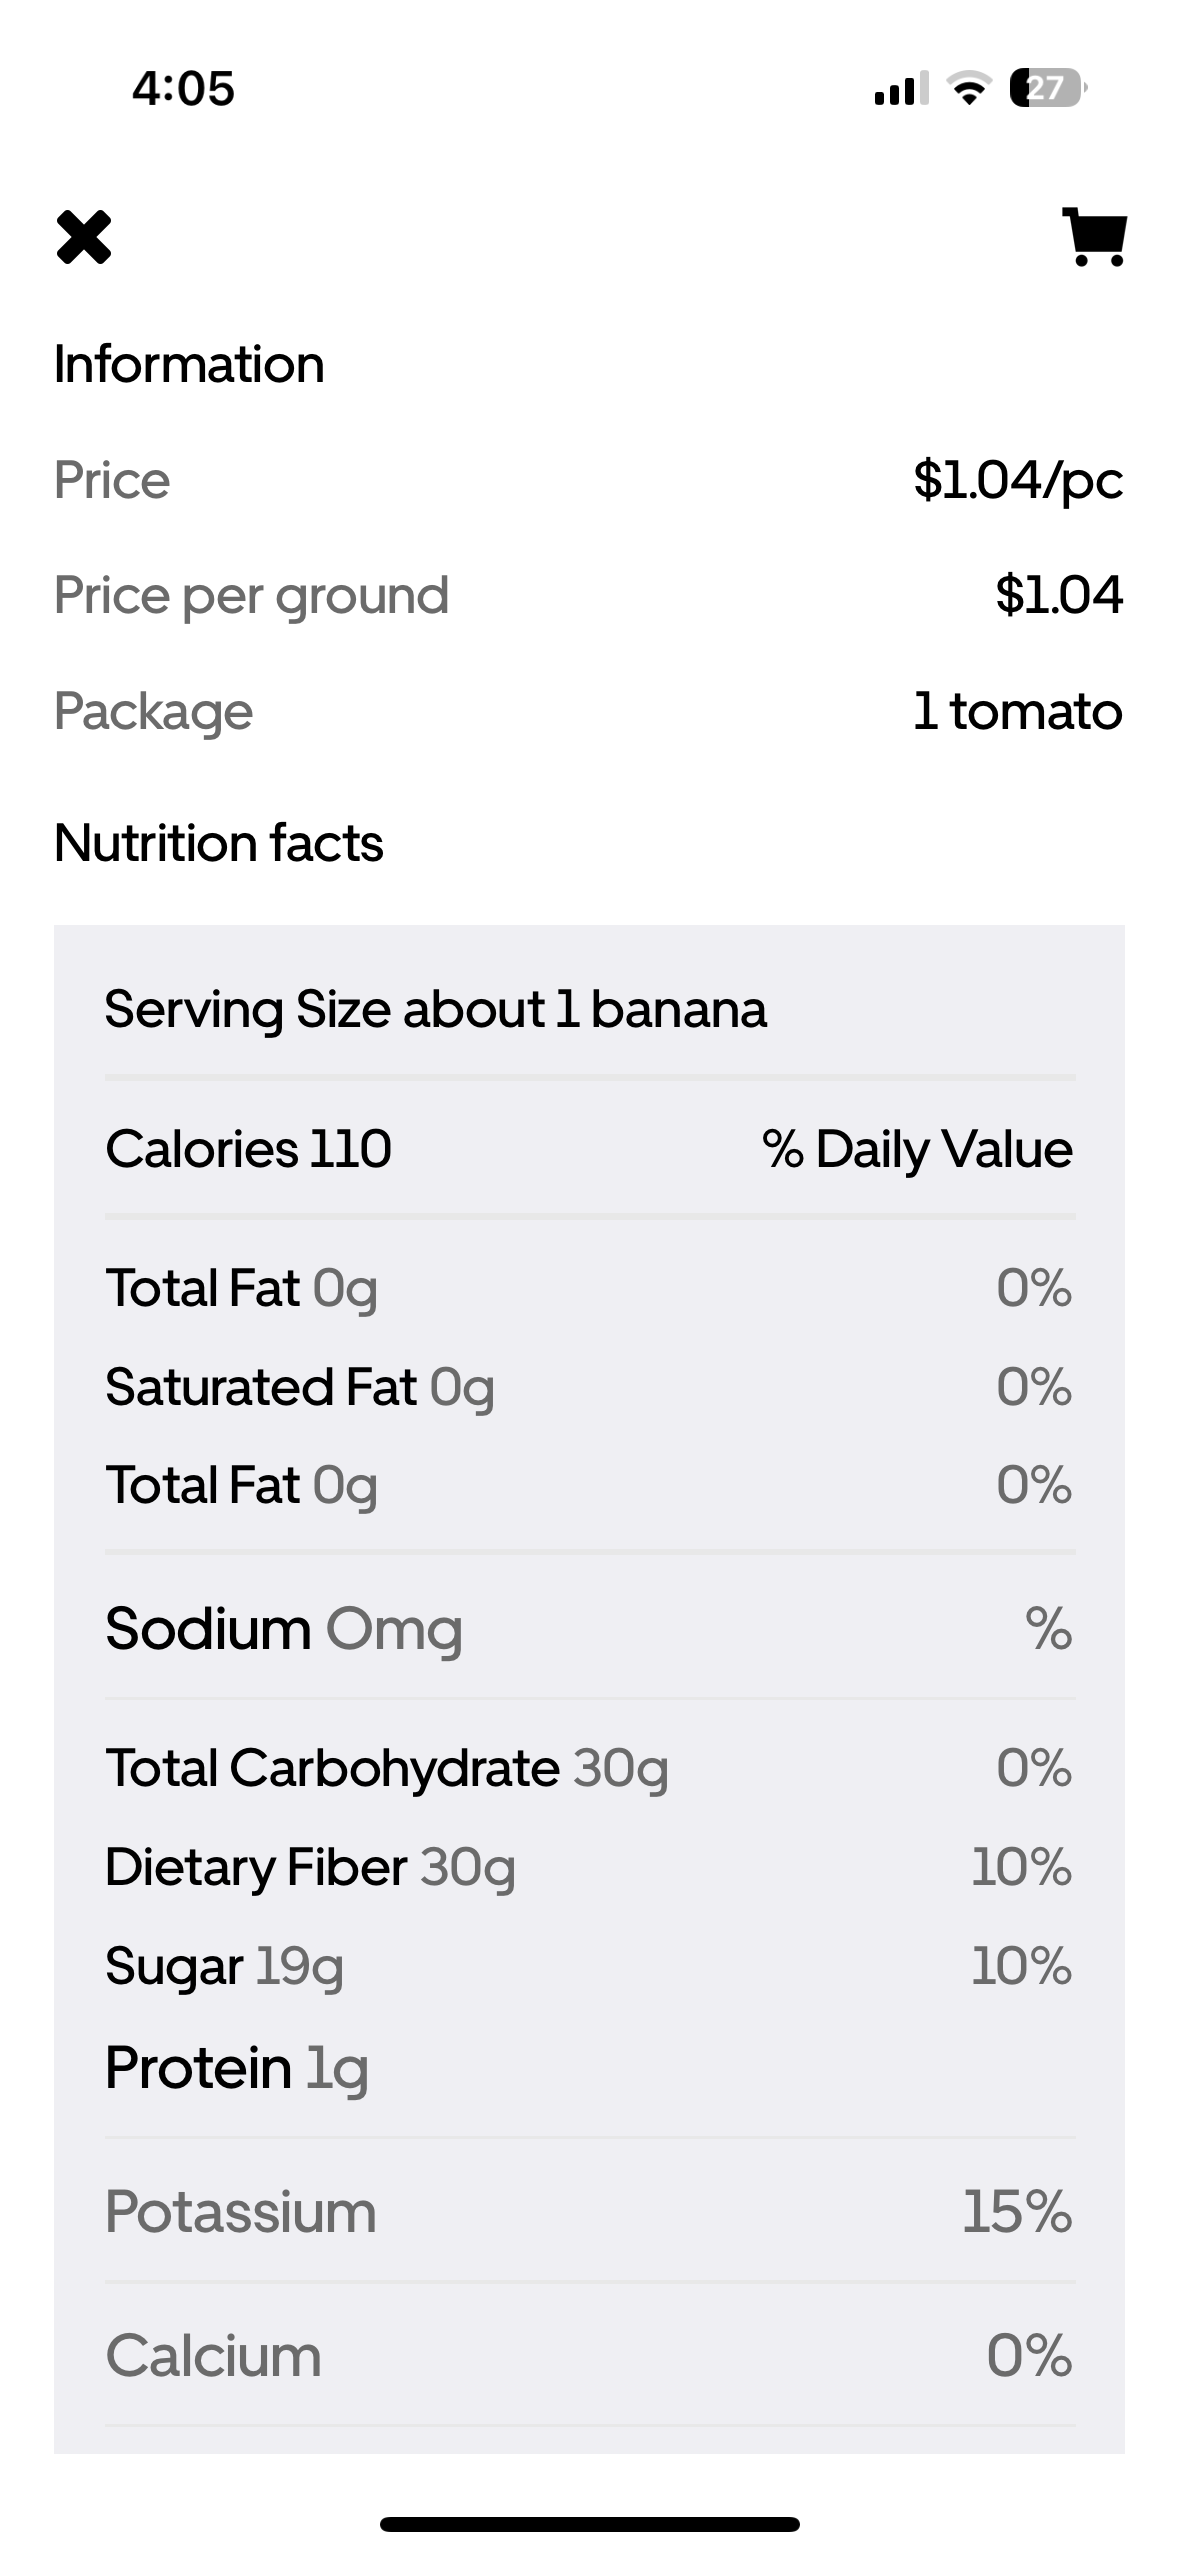 4:05
27
Information
Price $1.04/pc
Price per ground $1.04
Package 1 tomato
Nutrition facts
Serving Size about 1 banana
Calories 110 % Daily Value
Total Fat 0g 0%
Saturated Fat 0g 0%
Total Fat 0g 0%
Sodium Omg %
Total Carbohydrate 30g 0%
Dietary Fiber 30g 10%
Sugar 19g 10%
Protein 1g
Potassium 15%
Calcium 0%